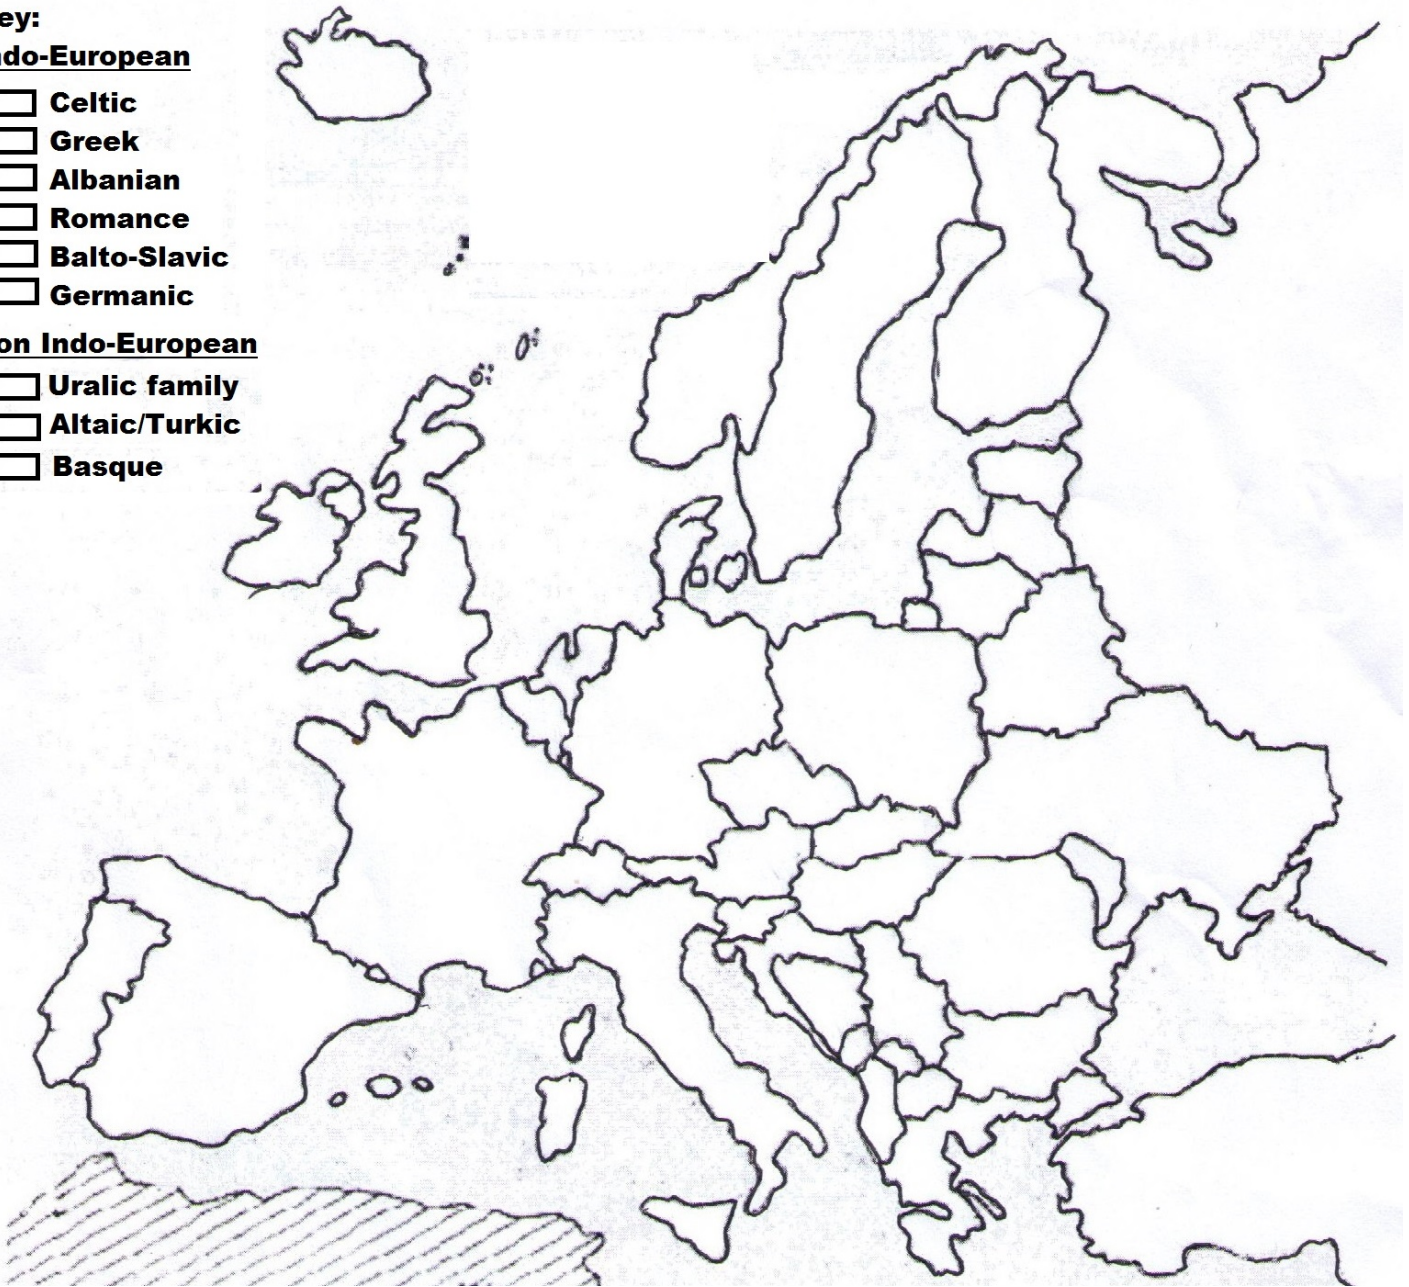 ey:
ndo-European
Celtic
Greek
Albanian
Romance
Balto-Slavic
Germanic
on Indo-European
Uralic family
Altaic/Turkic
Basque